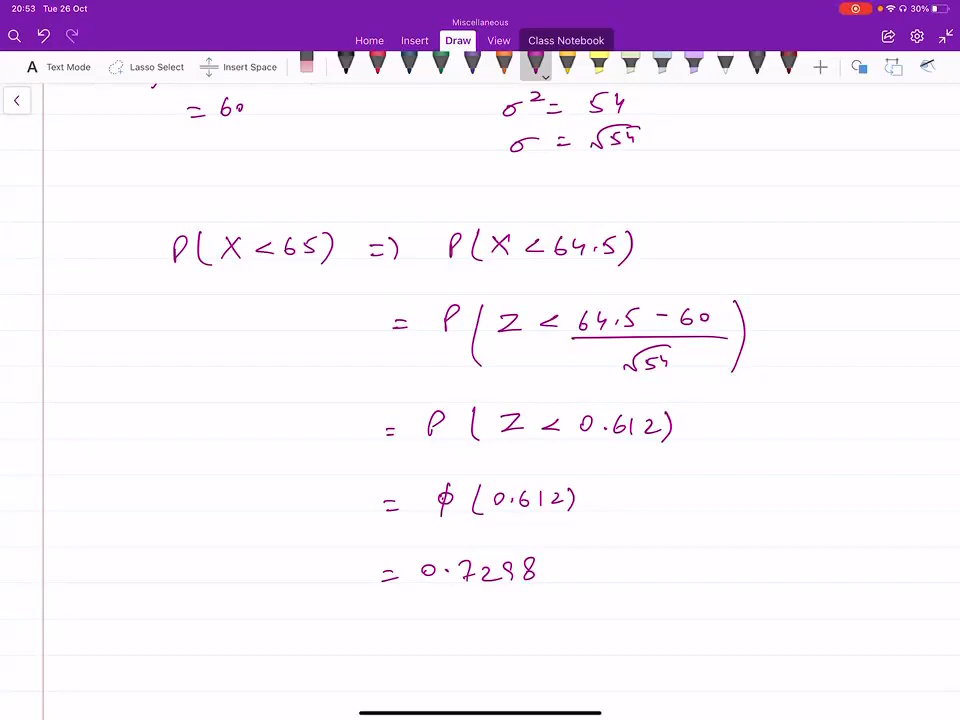 20:53 Tue 26 Oct
30%
Miscellaneous
Home Insert Draw View Class Notebook
A Text Mode Lasso Select Insert Space
= 60
σ² = 54
σ = √54
P(X < 65) => P(X < 64.5)
= P(Z < (64.5 - 60)/√54)
= P(Z < 0.612)
= φ(0.612)
= 0.7298